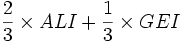 2/3 × ALI + 1/3 × GEI